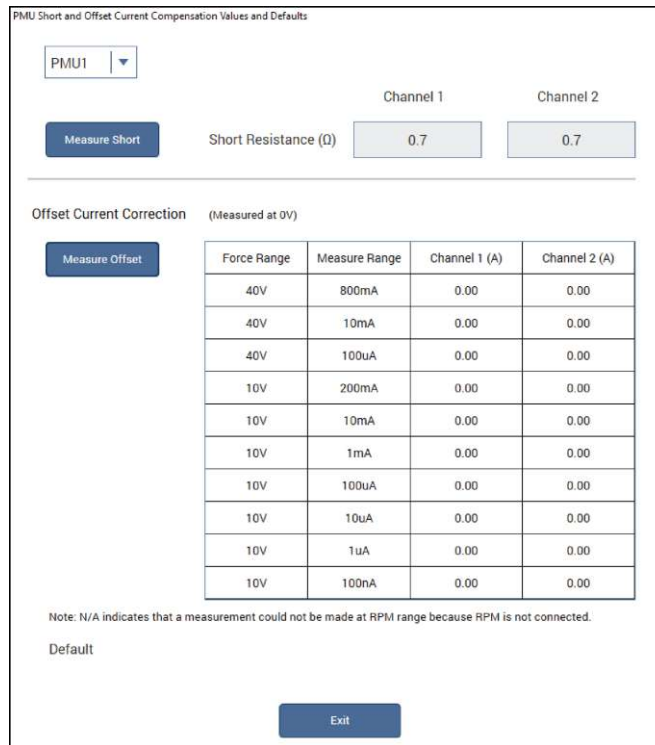 PMU Short and Offset Current Compensation Values and Defaults
PMU1
Channel 1 Channel 2
Measure Short Short Resistance (Ω) 0.7 0.7
Offset Current Correction (Measured at 0V)
Measure Offset
Force Range Measure Range Channel 1 (A) Channel 2 (A)
40V 800mA 0.00 0.00
40V 10mA 0.00 0.00
40V 100uA 0.00 0.00
10V 200mA 0.00 0.00
10V 10mA 0.00 0.00
10V 1mA 0.00 0.00
10V 100uA 0.00 0.00
10V 10uA 0.00 0.00
10V 1uA 0.00 0.00
10V 100nA 0.00 0.00
Note: N/A indicates that a measurement could not be made at RPM range because RPM is not connected.
Default
Exit